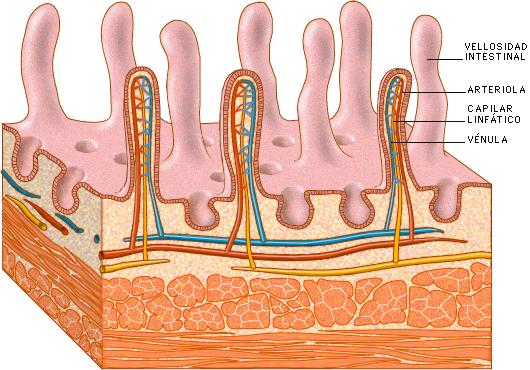 VELLOSIDAD
INTESTINAL
ARTERIOLA
CAPILAR
LINFÁTICO
VÉNULA